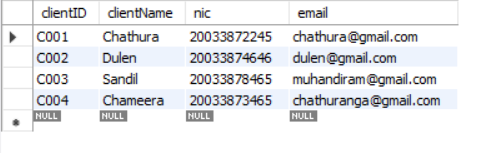 clientID clientName nic email
C001 Chathura 20033872245 chathura@gmail.com
C002 Dulen 20033874646 dulen@gmail.com
C003 Sandil 20033878465 muhandiram@gmail.com
C004 Chameera 20033873465 chathuranga@gmail.com
NULL NULL NULL NULL